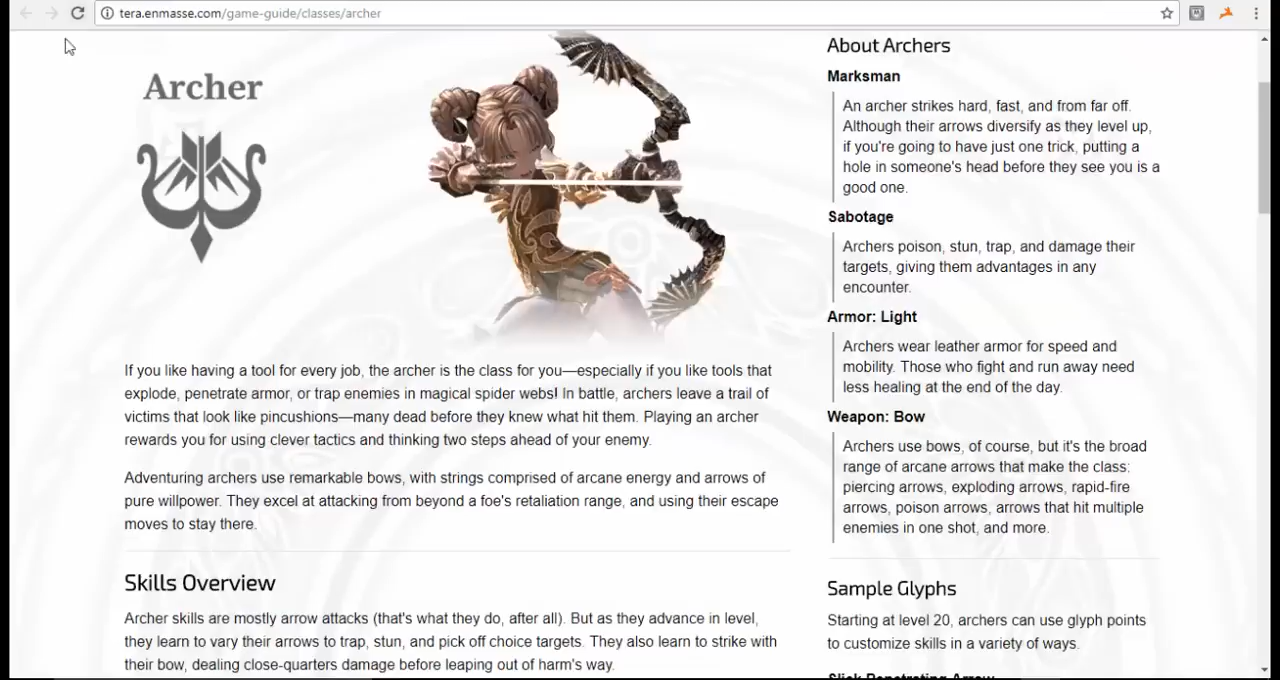 tera.enmasse.com/game-guide/classes/archer
Archer
If you like having a tool for every job, the archer is the class for you—especially if you like tools that
explode, penetrate armor, or trap enemies in magical spider webs! In battle, archers leave a trail of
victims that look like pincushions—many dead before they knew what hit them. Playing an archer
rewards you for using clever tactics and thinking two steps ahead of your enemy.
Adventuring archers use remarkable bows, with strings comprised of arcane energy and arrows of
pure willpower. They excel at attacking from beyond a foe's retaliation range, and using their escape
moves to stay there.
Skills Overview
Archer skills are mostly arrow attacks (that's what they do, after all). But as they advance in level,
they learn to vary their arrows to trap, stun, and pick off choice targets. They also learn to strike with
their bow, dealing close-quarters damage before leaping out of harm's way.
About Archers
Marksman
An archer strikes hard, fast, and from far off.
Although their arrows diversify as they level up,
if you're going to have just one trick, putting a
hole in someone's head before they see you is a
good one.
Sabotage
Archers poison, stun, trap, and damage their
targets, giving them advantages in any
encounter.
Armor: Light
Archers wear leather armor for speed and
mobility. Those who fight and run away need
less healing at the end of the day.
Weapon: Bow
Archers use bows, of course, but it's the broad
range of arcane arrows that make the class:
piercing arrows, exploding arrows, rapid-fire
arrows, poison arrows, arrows that hit multiple
enemies in one shot, and more.
Sample Glyphs
Starting at level 20, archers can use glyph points
to customize skills in a variety of ways.
Slick Penetrating Arrow